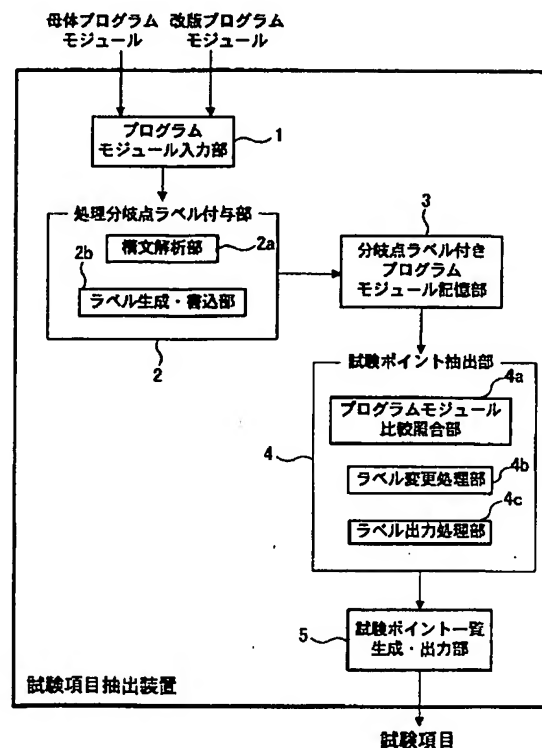 母体プログラム
モジュール
改版プログラム
モジュール
プログラム
モジュール入力部
1
処理分岐点ラベル付与部
構文解析部
2a
2b
ラベル生成・書込部
2
3
分岐点ラベル付き
プログラム
モジュール記憶部
試験ポイント抽出部
4a
プログラムモジュール
比較照合部
4
4b
ラベル変更処理部
4c
ラベル出力処理部
5
試験ポイント一覧
生成・出力部
試験項目抽出装置
試験項目